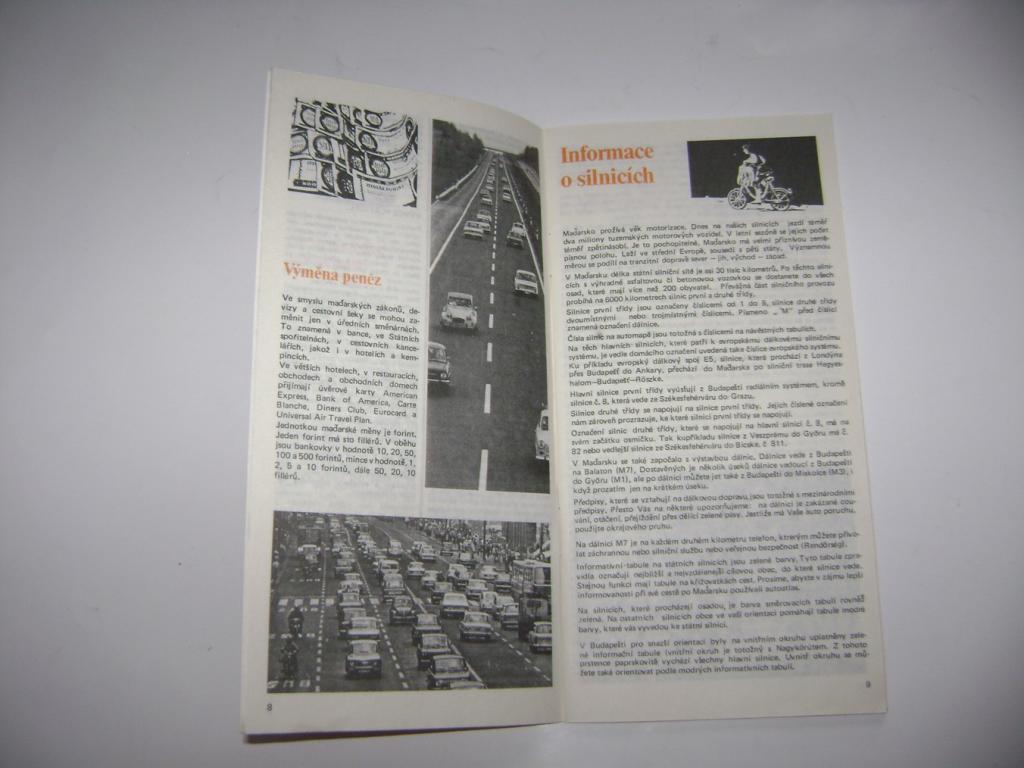 Výměna peněz
Ve smyslu maďarských zákonů, de-
vizy a cestovní šeky se mohou za-
měnit jen v úředních směnárnách.
To znamená v bance, ve Státních
spořitelnách, v cestovních kance-
lářích, jakož i v hotelích a kem-
pincích.
Ve větších hotelech, v restauracích,
obchodech a obchodních domech
přijímají úvěrové karty American
Express, Bank of America, Carte
Blanche, Diners Club, Eurocard a
Universal Air Travel Plan.
Jednotkou maďarské měny je forint.
Jeden forint má sto fillérů. V oběhu
jsou bankovky v hodnotě 10, 20, 50,
100 a 500 forintů, mince v hodnotě, 1,
2, 5 a 10 forintů, dále 50, 20, 10
fillérů.
8
Informace
o silnicích
Maďarsko prožívá věk motorizace. Dnes na našich silnicích jezdí téměř
dva miliony tuzemských motorových vozidel. V letní sezóně se jejich počet
téměř zpětinásobí. Je to pochopitelné, Maďarsko má velmi příznivou země-
pisnou polohu. Leží ve střední Evropě, sousedí s pěti státy. Významnou
měrou se podílí na tranzitní dopravě sever — jih, východ — západ.
V Maďarsku délka státní silniční sítě je asi 30 tisíc kilometrů. Po těchto silni-
cích s výhradně asfaltovou či betonovou vozovkou se dostanete do všech
osad, které mají více než 200 obyvatel. Převážná část silničního provozu
probíhá na 6000 kilometrech silnic prvni a druhé třídy.
Silnice první třídy jsou označeny číslicemi od 1 do 8, silnice druhé třídy
dvoumístnými nebo trojmístnými číslicemi. Písmeno „M" před číslicí
znamená označení dálnice.
Čísla silnic na automapě jsou totožná s číslicemi na návěstných tabulích.
Na těch hlavních silnicích, které patří k evropskému dálkovému silničnímu
systému, je vedle domácího označení uvedena také číslice evropského systému.
Ku příkladu evropský dálkový spoj E5, silnice, která prochází z Londýna
přes Budapešť do Ankary, přechází do Maďarska po silniční trase Hegyes-
halom—Budapešť—Röszke.
Hlavní silnice první třídy vyúsťují z Budapešti radiálním systémem, kromě
silnice č. 8, která vede ze Székesfehérváru do Grazu.
Silnice druhé třídy se napojují na silnice první třídy. Jejich číslené označení
nám zároveň prozrazuje, ke které silnici první třídy se napojují.
Označení silnic druhé třídy, které se napojují na hlavní silnici č. 8, má na
svém začátku osmičku. Tak kupříkladu silnice z Veszprému do Győru má č.
82 nebo vedlejší silnice ze Székesfehérváru do Bicske, č 811.
V Maďarsku se také započalo s výstavbou dálnic. Dálnice vede z Budapešti
na Balaton (M7), Dostavěných je několik úseků dálnice vedoucí z Budapešti
do Győru (M1), ale po dálnici můžete jet také z Budapešti do Miskolce (M3), i
když prozatím jen na krátkém úseku.
Předpisy, které se vztahují na dálkovou dopravu, jsou totožné s mezinárodními
předpisy. Přesto Vás na některé upozorňujeme: na dálnici je zakázané cou-
vání, otáčení, přejíždění přes dělící zelené pásy. Jestliže má Vaše auto poruchu,
použijte okrajového pruhu.
Na dálnici M7 je na každém druhém kilometru telefon, kterým můžete přivo-
lat záchrannou nebo silniční službu nebo veřejnou bezpečnost (Rendőrség).
Informativní tabule na státních silnicích jsou zelené barvy. Tyto tabule zpra-
vidla označují nejbližší a nejvzdálenější cílovou obec, do které silnice vede.
Stejnou funkci mají tabule na křižovatkách cest. Prosíme, abyste v zájmu lepší
informovanosti při své cestě po Maďarsku používali autoatlas.
Na silnicích, které procházejí osadou, je barva směrovacích tabulí rovněž
zelená. Na ostatních silnicích obce ve vaší orientaci pomáhají tabule modré
barvy, které vás vyvedou ke státní silnici.
V Budapešti pro snazší orientaci byly na vnitřním okruhu uplatněny zele-
né informační tabule (vnitřní okruh je totožný s Nagykörútem. Z tohoto
prstence paprskovitě vychází všechny hlavní silnice. Uvnitř okruhu se mů-
žete také orientovat podle modrých informativních tabulí.
9